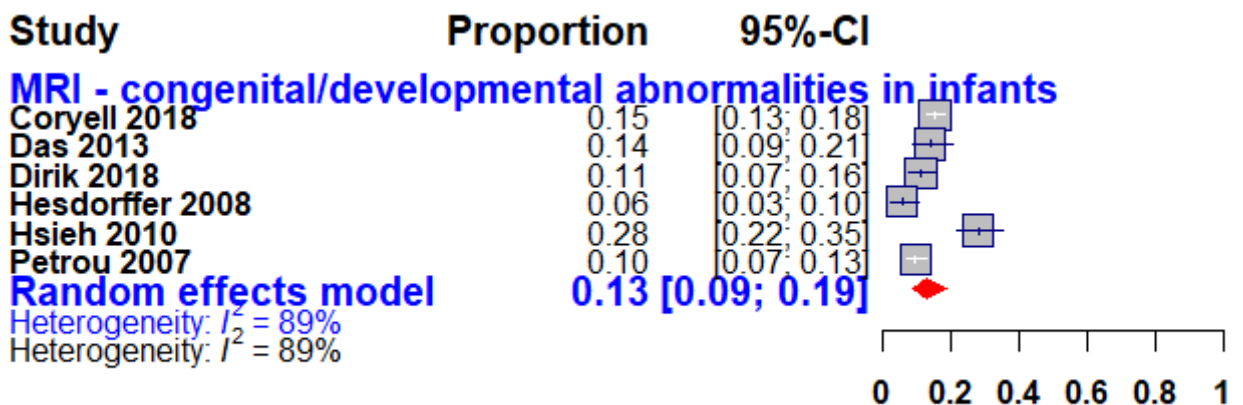 Study Proportion 95%-CI
MRI - congenital/developmental abnormalities in infants
Coryell 2018 0.15 [0.13; 0.18]
Das 2013 0.14 [0.09; 0.21]
Dirik 2018 0.11 [0.07; 0.16]
Hesdorffer 2008 0.06 [0.03; 0.10]
Hsieh 2010 0.28 [0.22; 0.35]
Petrou 2007 0.10 [0.07; 0.13]
Random effects model 0.13 [0.09; 0.19]
Heterogeneity: I² = 89%
Heterogeneity: I² = 89%
0 0.2 0.4 0.6 0.8 1